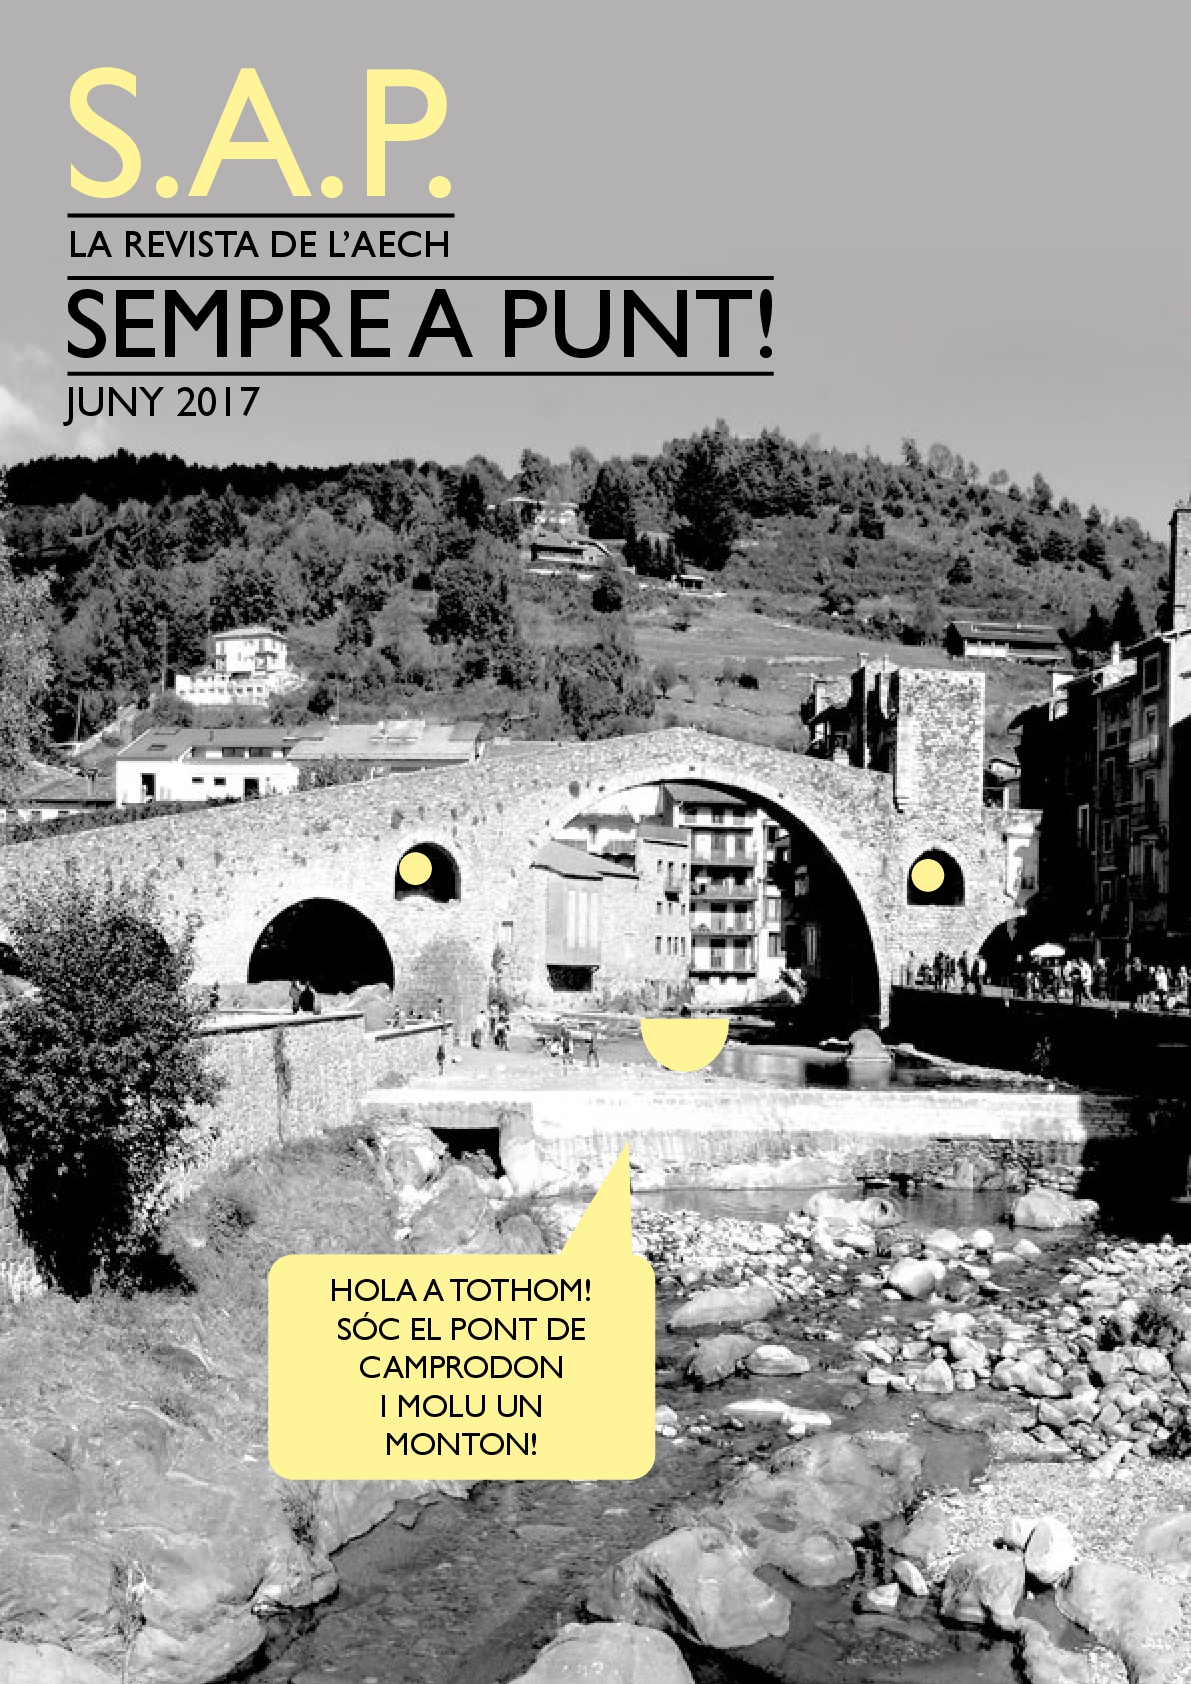 S.A.P.
LA REVISTA DE L’AECH
SEMPRE A PUNT!
JUNY 2017
HOLA A TOTHOM!
SÓC EL PONT DE
CAMPRODON
I MOLU UN
MONTON!